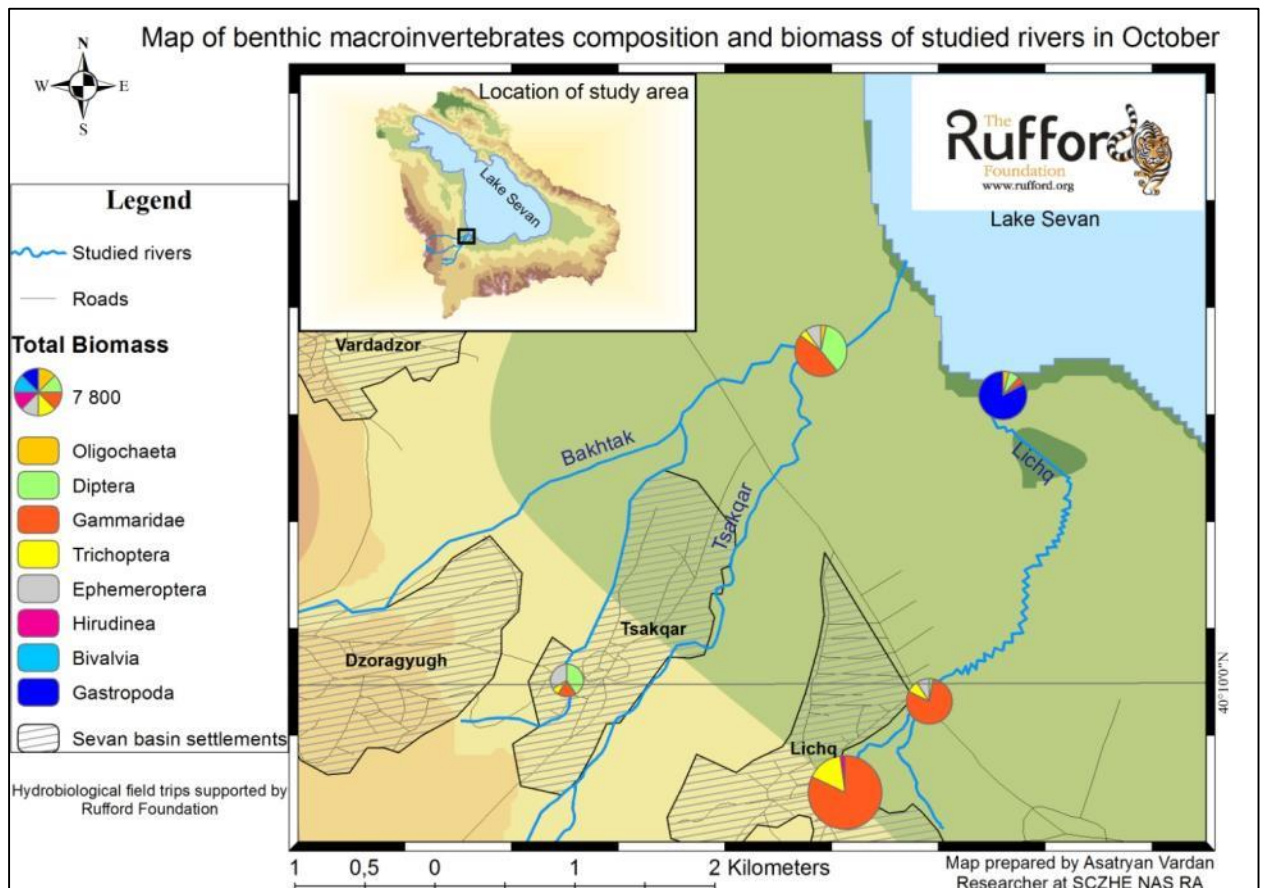 Map of benthic macroinvertebrates composition and biomass of studied rivers in October
N
W
E
S
Location of study area
Lake Sevan
The
Rufford
Foundation
www.rufford.org
Lake Sevan
Legend
Studied rivers
Roads
Total Biomass
7 800
Oligochaeta
Diptera
Gammaridae
Trichoptera
Ephemeroptera
Hirudinea
Bivalvia
Gastropoda
Sevan basin settlements
Hydrobiological field trips supported by
Rufford Foundation
Vardadzor
Bakhtak
Tsakqar
Lichq
Tsakqar
Dzoragyugh
Lichq
40°10'0"N
1 0,5 0 1 2 Kilometers
Map prepared by Asatryan Vardan
Researcher at SCZHE NAS RA